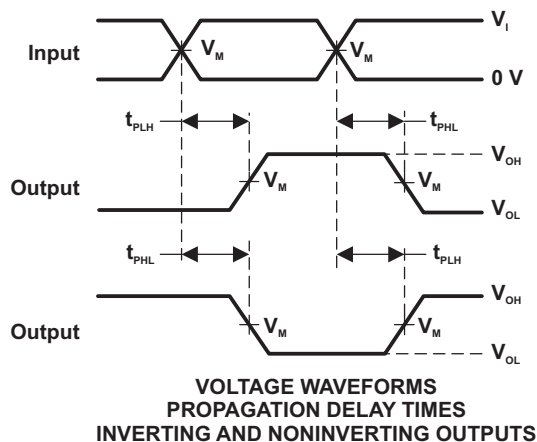 V_I
Input
V_M
V_M
0 V
t_PLH
t_PHL
V_OH
Output
V_M
V_M
V_OL
t_PHL
t_PLH
V_OH
Output
V_M
V_M
V_OL
VOLTAGE WAVEFORMS
PROPAGATION DELAY TIMES
INVERTING AND NONINVERTING OUTPUTS